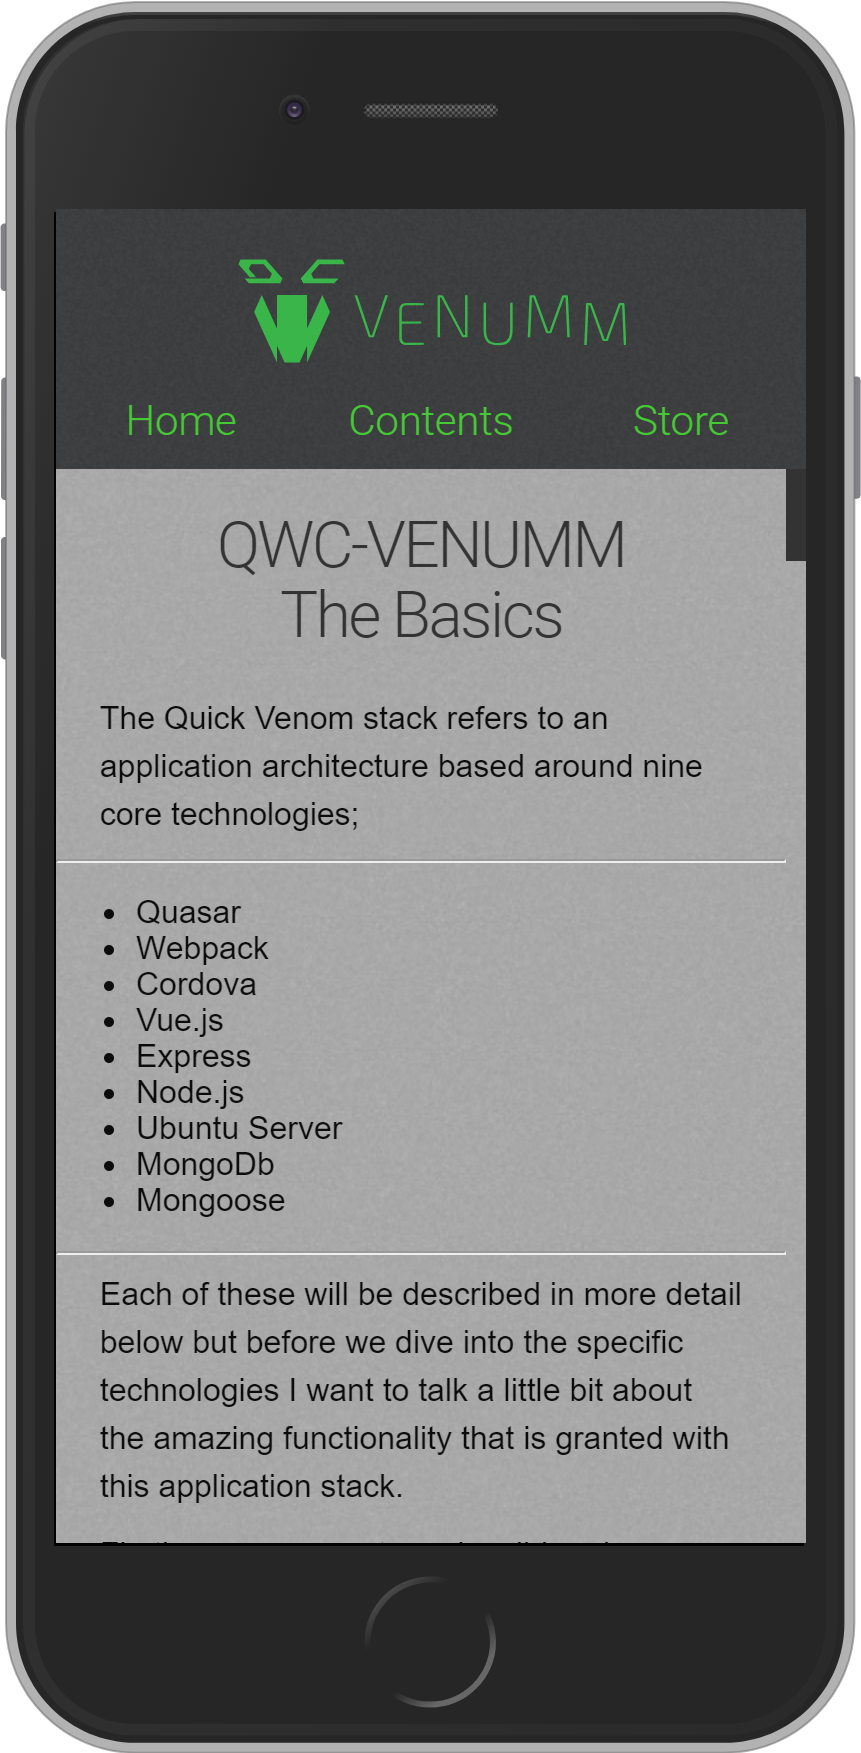 VENUMM
Home Contents Store
QWC-VENUMM
The Basics
The Quick Venom stack refers to an
application architecture based around nine
core technologies;
• Quasar
• Webpack
• Cordova
• Vue.js
• Express
• Node.js
• Ubuntu Server
• MongoDb
• Mongoose
Each of these will be described in more detail
below but before we dive into the specific
technologies I want to talk a little bit about
the amazing functionality that is granted with
this application stack.